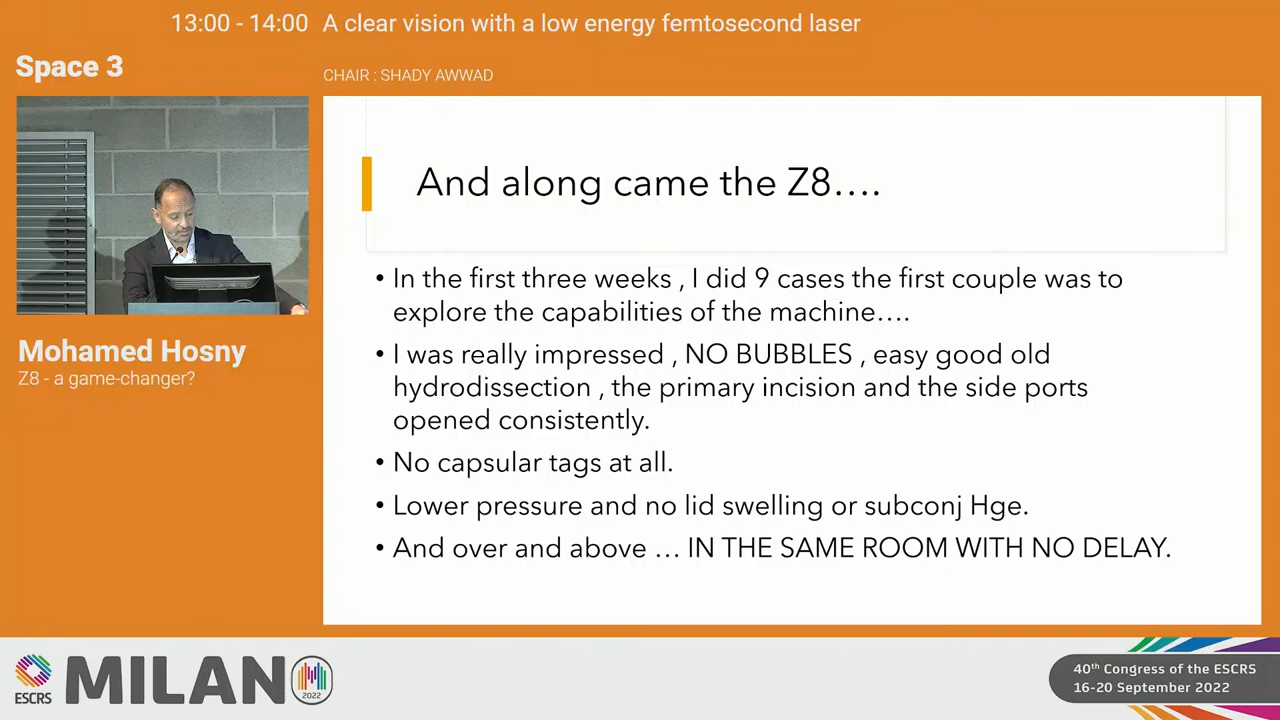 13:00 - 14:00 A clear vision with a low energy femtosecond laser
Space 3
CHAIR : SHADY AWWAD
And along came the Z8....
• In the first three weeks , I did 9 cases the first couple was to
explore the capabilities of the machine....
• I was really impressed , NO BUBBLES , easy good old
hydrodissection , the primary incision and the side ports
opened consistently.
• No capsular tags at all.
• Lower pressure and no lid swelling or subconj Hge.
• And over and above ... IN THE SAME ROOM WITH NO DELAY.
Mohamed Hosny
Z8 - a game-changer?
ESCRS
MILANO
2022
40th Congress of the ESCRS
16-20 September 2022